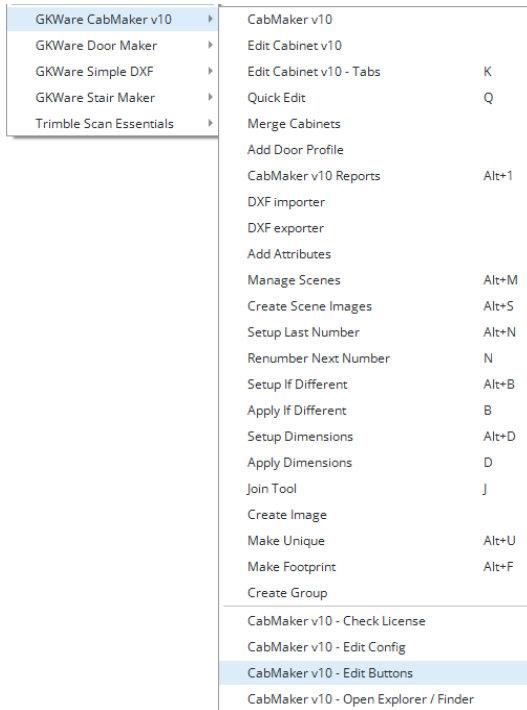 GKWare CabMaker v10
GKWare Door Maker
GKWare Simple DXF
GKWare Stair Maker
Trimble Scan Essentials
CabMaker v10
Edit Cabinet v10
Edit Cabinet v10 - Tabs K
Quick Edit Q
Merge Cabinets
Add Door Profile
CabMaker v10 Reports Alt+1
DXF importer
DXF exporter
Add Attributes
Manage Scenes Alt+M
Create Scene Images Alt+S
Setup Last Number Alt+N
Renumber Next Number N
Setup If Different Alt+B
Apply If Different B
Setup Dimensions Alt+D
Apply Dimensions D
Join Tool J
Create Image
Make Unique Alt+U
Make Footprint Alt+F
Create Group
CabMaker v10 - Check License
CabMaker v10 - Edit Config
CabMaker v10 - Edit Buttons
CabMaker v10 - Open Explorer / Finder